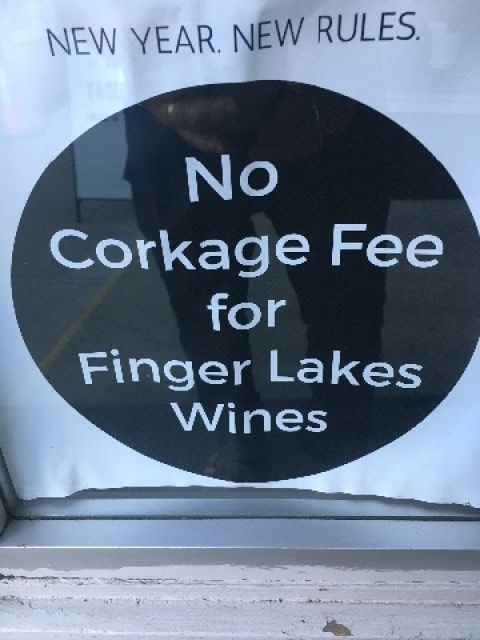 NEW YEAR. NEW RULES.
No
Corkage Fee
for
Finger Lakes
Wines